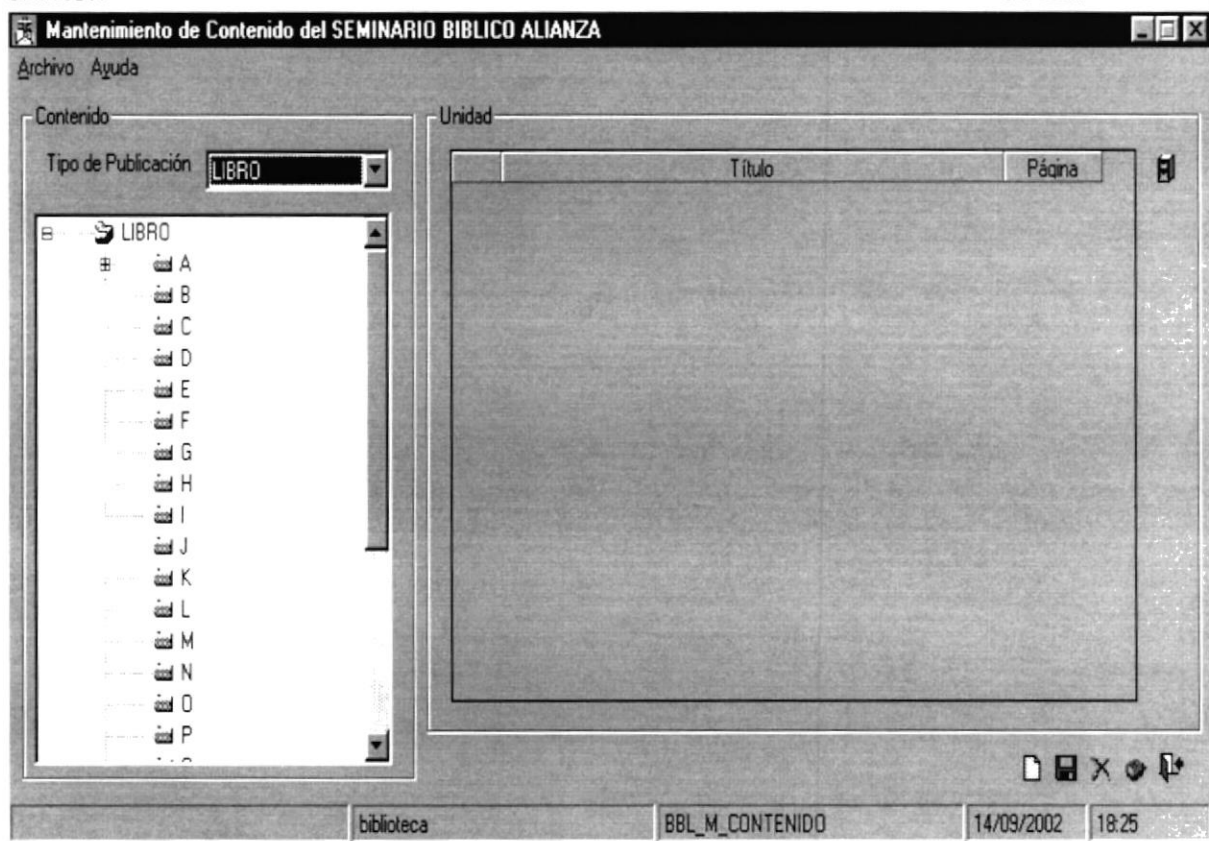 Mantenimiento de Contenido del SEMINARIO BIBLICO ALIANZA
Archivo Ayuda
Contenido
Tipo de Publicación LIBRO
LIBRO
A
B
C
D
E
F
G
H
I
J
K
L
M
N
O
P
Unidad
Título Página
biblioteca BBL_M_CONTENIDO 14/09/2002 18:25